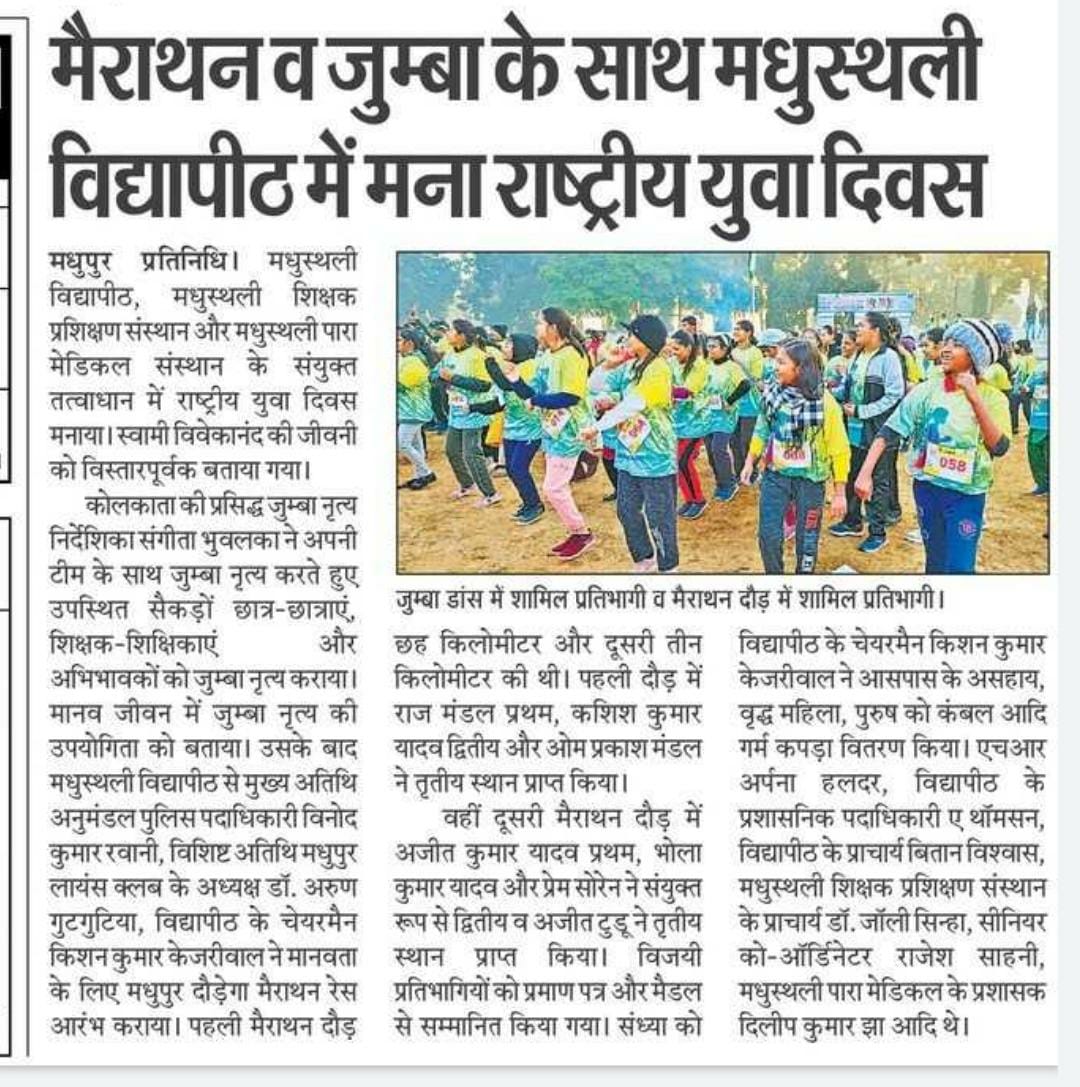 मैराथन व जुम्बा के साथ मधुस्थली
विद्यापीठ में मना राष्ट्रीय युवा दिवस
मधुपुर प्रतिनिधि। मधुस्थली
विद्यापीठ, मधुस्थली शिक्षक
प्रशिक्षण संस्थान और मधुस्थली पारा
मेडिकल संस्थान के संयुक्त
तत्वाधान में राष्ट्रीय युवा दिवस
मनाया। स्वामी विवेकानंद की जीवनी
को विस्तारपूर्वक बताया गया।
कोलकाता की प्रसिद्ध जुम्बा नृत्य
निर्देशिका संगीता भुवलका ने अपनी
टीम के साथ जुम्बा नृत्य करते हुए
उपस्थित सैकड़ों छात्र-छात्राएं,
शिक्षक-शिक्षिकाएं और
अभिभावकों को जुम्बा नृत्य कराया।
मानव जीवन में जुम्बा नृत्य की
उपयोगिता को बताया। उसके बाद
मधुस्थली विद्यापीठ से मुख्य अतिथि
अनुमंडल पुलिस पदाधिकारी विनोद
कुमार रवानी, विशिष्ट अतिथि मधुपुर
लायंस क्लब के अध्यक्ष डॉ. अरुण
गुटगुटिया, विद्यापीठ के चेयरमैन
किशन कुमार केजरीवाल ने मानवता
के लिए मधुपुर दौड़ेगा मैराथन रेस
आरंभ कराया। पहली मैराथन दौड़
058
जुम्बा डांस में शामिल प्रतिभागी व मैराथन दौड़ में शामिल प्रतिभागी।
छह किलोमीटर और दूसरी तीन
किलोमीटर की थी। पहली दौड़ में
राज मंडल प्रथम, कशिश कुमार
यादव द्वितीय और ओम प्रकाश मंडल
ने तृतीय स्थान प्राप्त किया।
वहीं दूसरी मैराथन दौड़ में
अजीत कुमार यादव प्रथम, भोला
कुमार यादव और प्रेम सोरेन ने संयुक्त
रूप से द्वितीय व अजीत टुडू ने तृतीय
स्थान प्राप्त किया। विजयी
प्रतिभागियों को प्रमाण पत्र और मैडल
से सम्मानित किया गया। संध्या को
विद्यापीठ के चेयरमैन किशन कुमार
केजरीवाल ने आसपास के असहाय,
वृद्ध महिला, पुरुष को कंबल आदि
गर्म कपड़ा वितरण किया। एचआर
अर्पना हलदर, विद्यापीठ के
प्रशासनिक पदाधिकारी ए थॉमसन,
विद्यापीठ के प्राचार्य बितान विश्वास,
मधुस्थली शिक्षक प्रशिक्षण संस्थान
के प्राचार्य डॉ. जॉली सिन्हा, सीनियर
को-ऑर्डिनेटर राजेश साहनी,
मधुस्थली पारा मेडिकल के प्रशासक
दिलीप कुमार झा आदि थे।